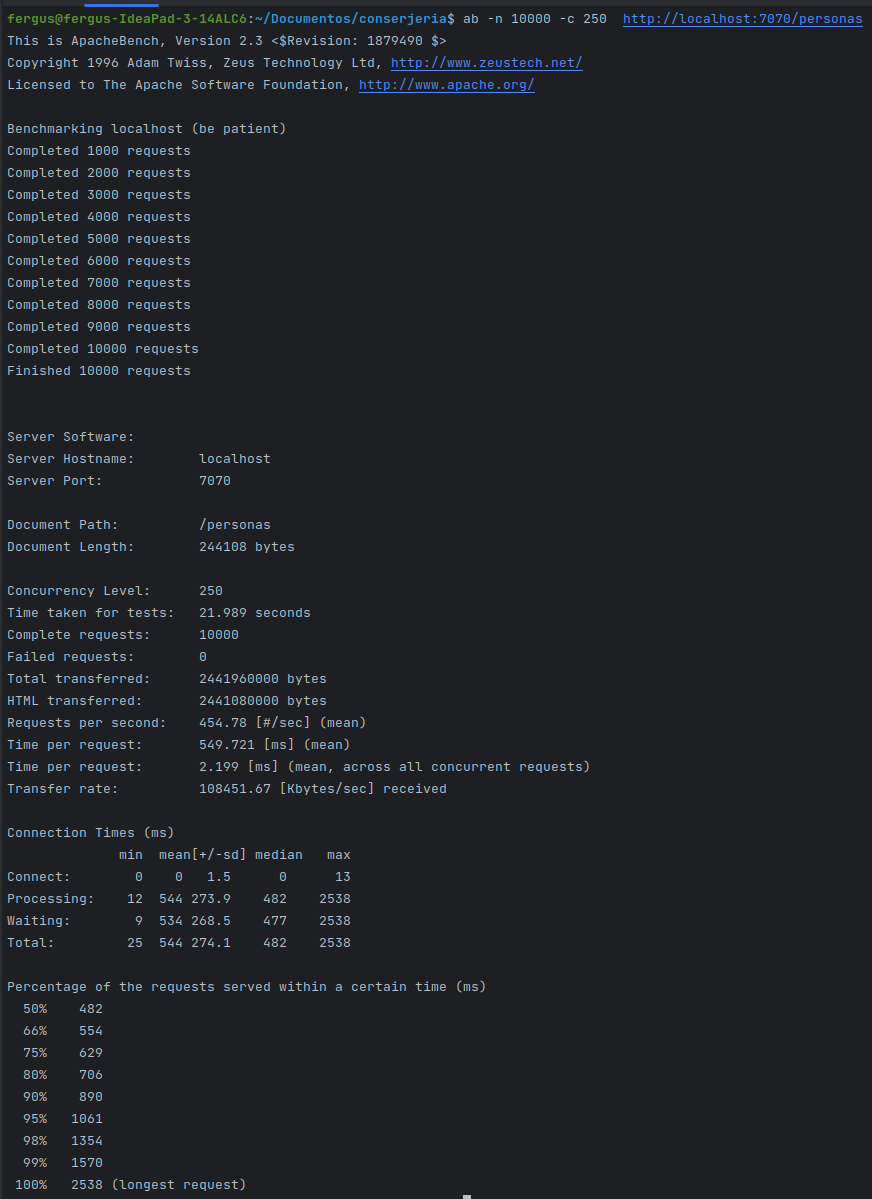 fergus@fergus-IdeaPad-3-14ALC6:~/Documentos/conserjeria$ ab -n 10000 -c 250  http://localhost:7070/personas
This is ApacheBench, Version 2.3 <$Revision: 1879490 $>
Copyright 1996 Adam Twiss, Zeus Technology Ltd, http://www.zeustech.net/
Licensed to The Apache Software Foundation, http://www.apache.org/

Benchmarking localhost (be patient)
Completed 1000 requests
Completed 2000 requests
Completed 3000 requests
Completed 4000 requests
Completed 5000 requests
Completed 6000 requests
Completed 7000 requests
Completed 8000 requests
Completed 9000 requests
Completed 10000 requests
Finished 10000 requests

Server Software:
Server Hostname:        localhost
Server Port:            7070

Document Path:          /personas
Document Length:        244108 bytes

Concurrency Level:      250
Time taken for tests:   21.989 seconds
Complete requests:      10000
Failed requests:        0
Total transferred:      2441960000 bytes
HTML transferred:       2441080000 bytes
Requests per second:    454.78 [#/sec] (mean)
Time per request:       549.721 [ms] (mean)
Time per request:       2.199 [ms] (mean, across all concurrent requests)
Transfer rate:          108451.67 [Kbytes/sec] received

Connection Times (ms)
              min  mean[+/-sd] median   max
Connect:        0    0   1.5      0      13
Processing:    12  544 273.9    482    2538
Waiting:        9  534 268.5    477    2538
Total:         25  544 274.1    482    2538

Percentage of the requests served within a certain time (ms)
  50%    482
  66%    554
  75%    629
  80%    706
  90%    890
  95%   1061
  98%   1354
  99%   1570
 100%   2538 (longest request)